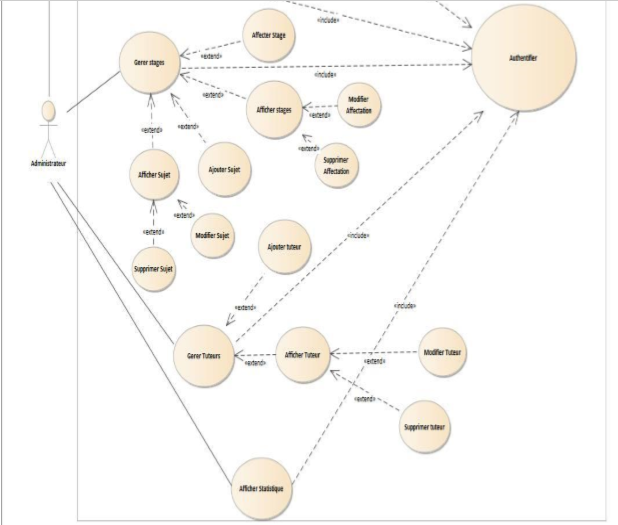 «include»
Affecter Stage
Gerer stages
«extend»
Authentifier
«include»
«extend»
Afficher stages
Modifier
Affectation
«extend»
«extend»
«extend»
«extend»
Administrateur
Supprimer
Affectation
Afficher Sujet
Ajouter Sujet
«extend»
«extend»
Modifier Sujet
«include»
Ajouter tuteur
Supprimer Sujet
«extend»
«include»
Gerer Tuteurs
Afficher Tuteur
Modifier Tuteur
«extend»
«extend»
«extend»
Supprimer tuteur
Afficher Statistique